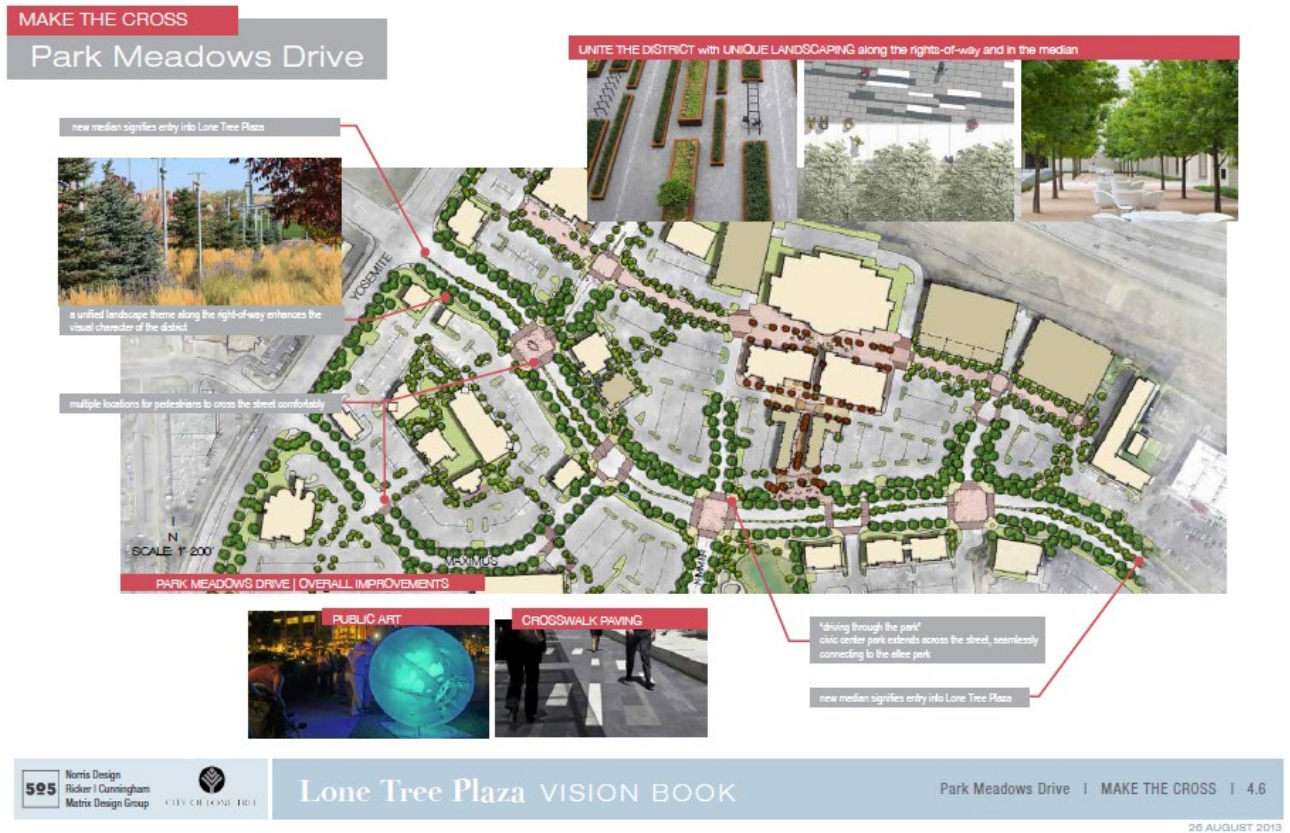 MAKE THE CROSS
Park Meadows Drive
UNITE THE DISTRICT with UNIQUE LANDSCAPING along the rights-of-way and in the median
new median signifies entry into Lone Tree Plaza
a unified landscape theme along the right-of-way enhances the
visual character of the district
multiple locations for pedestrians to cross the street comfortably
YOSEMITE
N
SCALE: 1" 200'
MAXIMUS
PARK MEADOWS DRIVE | OVERALL IMPROVEMENTS
PUBLIC ART
CROSSWALK PAVING
"driving through the park"
civic center park extends across the street, seamlessly
connecting to the allee park
new median signifies entry into Lone Tree Plaza
505
Norris Design
Ricker I Cunningham
Matrix Design Group
CITY OF LONE TREE
Lone Tree Plaza VISION BOOK
Park Meadows Drive | MAKE THE CROSS | 4.6
26 AUGUST 2013